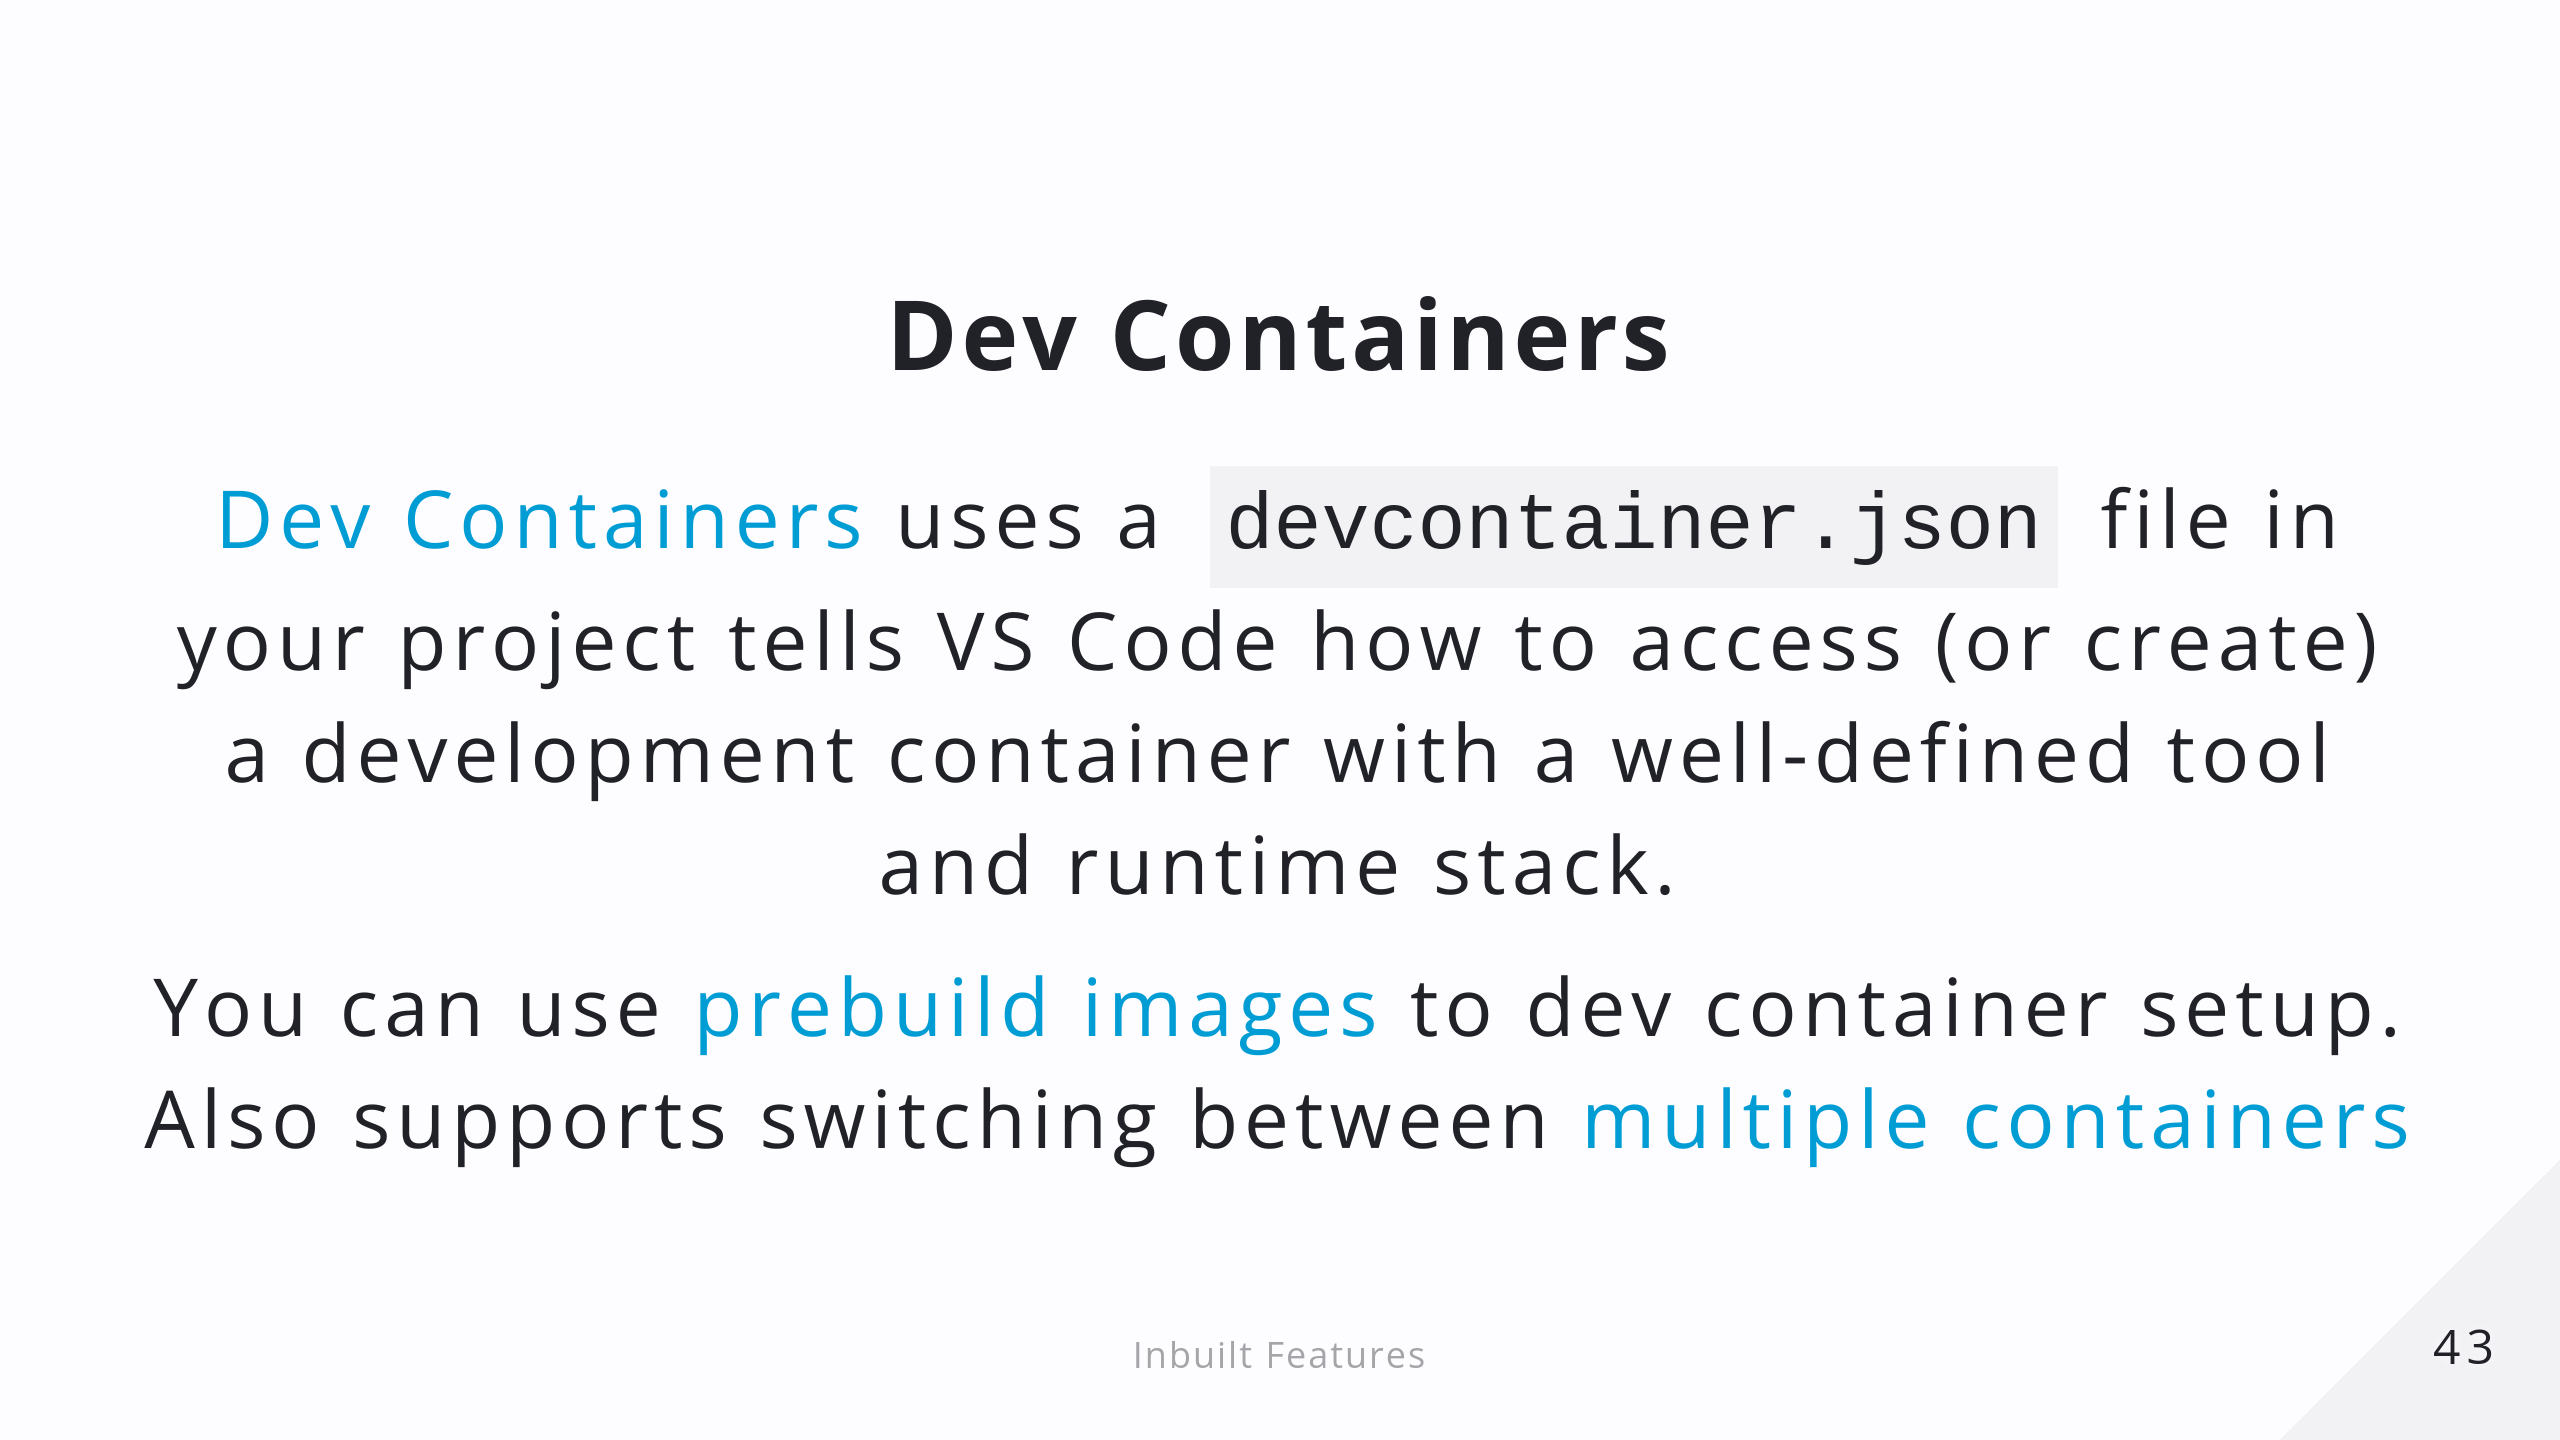 Dev Containers
Dev Containers uses a devcontainer.json file in
your project tells VS Code how to access (or create)
a development container with a well-defined tool
and runtime stack.
You can use prebuild images to dev container setup.
Also supports switching between multiple containers
Inbuilt Features
43